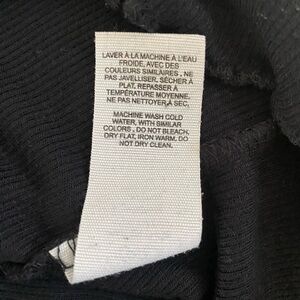 LAVER À LA MACHINE À L'EAU
FROIDE, AVEC DES
COULEURS SIMILAIRES , NE
PAS JAVELLISER. SÉCHER À
PLAT. REPASSER À
TEMPÉRATURE MOYENNE.
NE PAS NETTOYER À SEC.
MACHINE WASH COLD
WATER, WITH SIMILAR
COLORS , DO NOT BLEACH,
DRY FLAT, IRON WARM. DO
NOT DRY CLEAN.